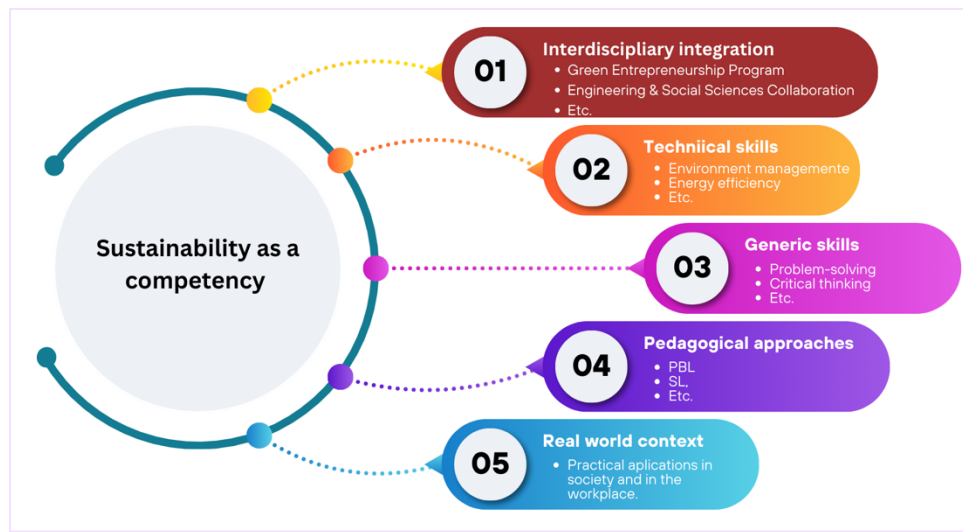 Sustainability as a
competency
01
Interdiscipliary integration
• Green Entrepreneurship Program
• Engineering & Social Sciences Collaboration
• Etc.
02
Techniical skills
• Environment managemente
• Energy efficiency
• Etc.
03
Generic skills
• Problem-solving
• Critical thinking
• Etc.
04
Pedagogical approaches
• PBL
• SL,
• Etc.
05
Real world context
• Practical aplications in
society and in the
workplace.